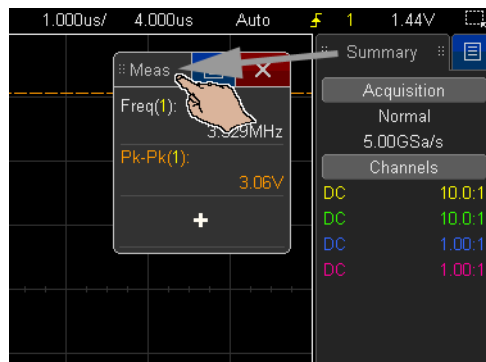 1.000us/ 4.000us Auto 1 1.44V
Meas
Freq(1):
Pk-Pk(1):
3.06V
+
Summary
Acquisition
Normal
5.00GSa/s
Channels
DC 10.0:1
DC 10.0:1
DC 1.00:1
DC 1.00:1